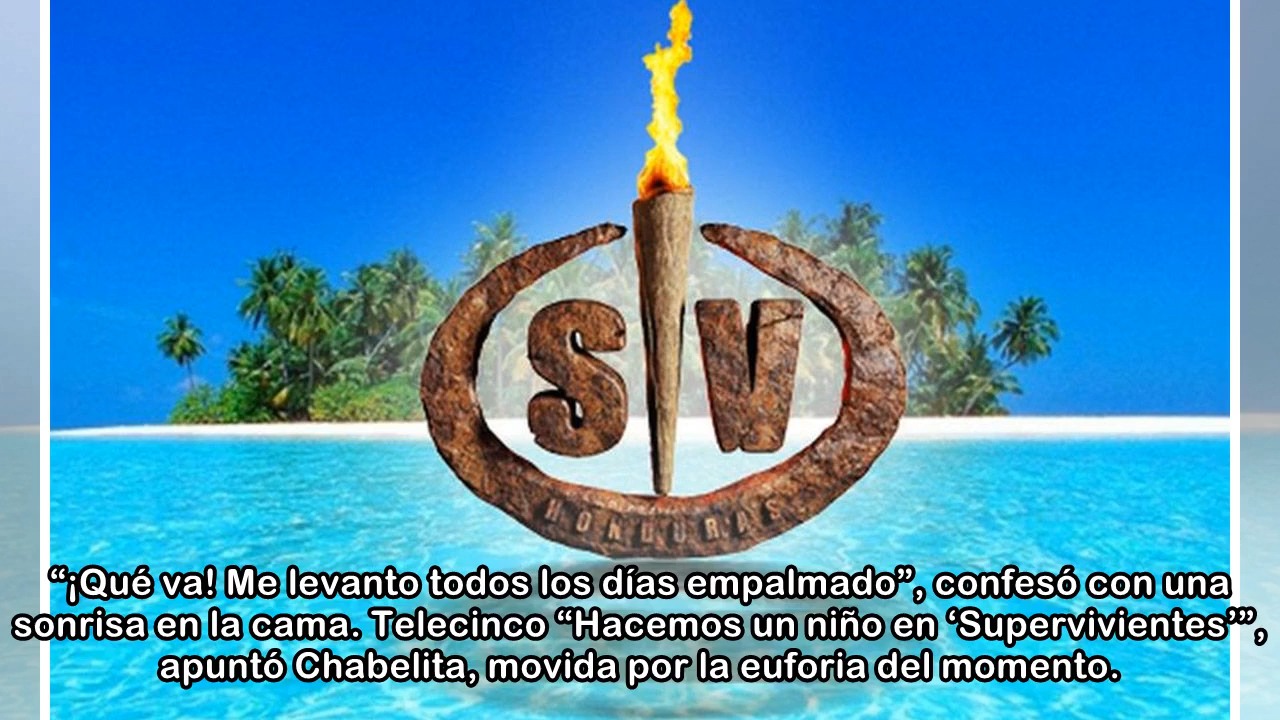 SV
HONDURAS
“¡Qué va! Me levanto todos los días empalmado”, confesó con una
sonrisa en la cama. Telecinco “Hacemos un niño en ‘Supervivientes’”,
apuntó Chabelita, movida por la euforia del momento.